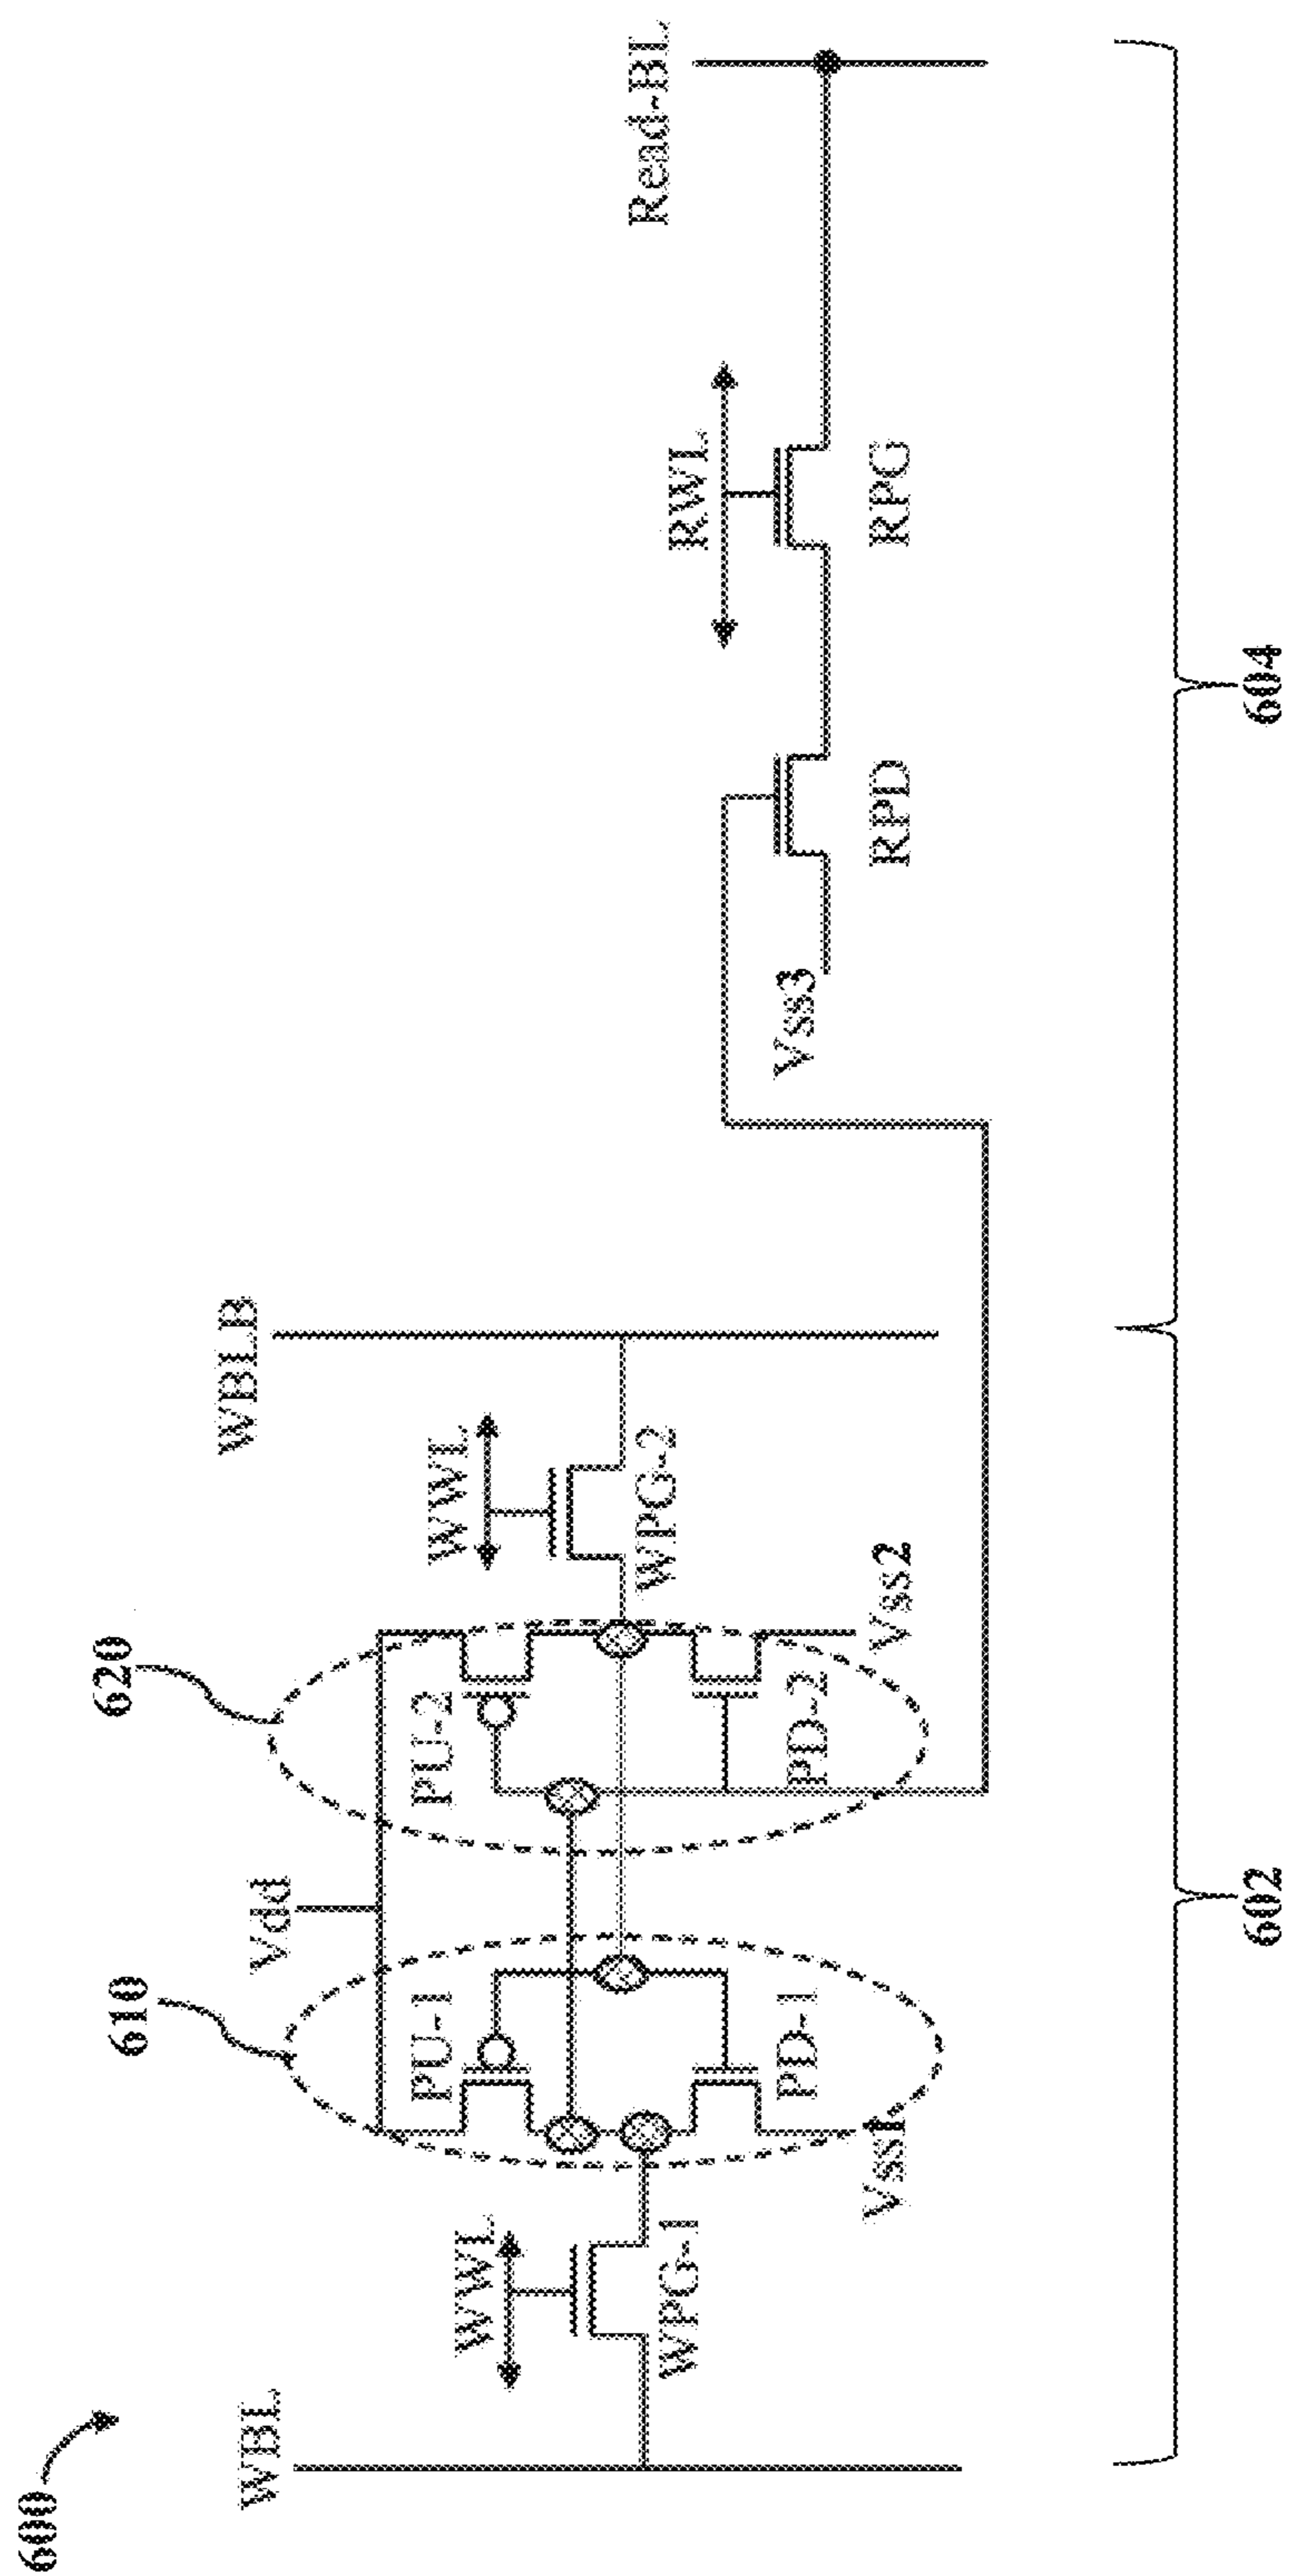 600
WBL
WWL
WPG-1
610
Vdd
PU-1
PD-1
Vss1
620
PU-2
PD-2
Vss2
WWL
WPG-2
WBLB
Vss3
RPD
RWL
RPG
Read-BL
602
604